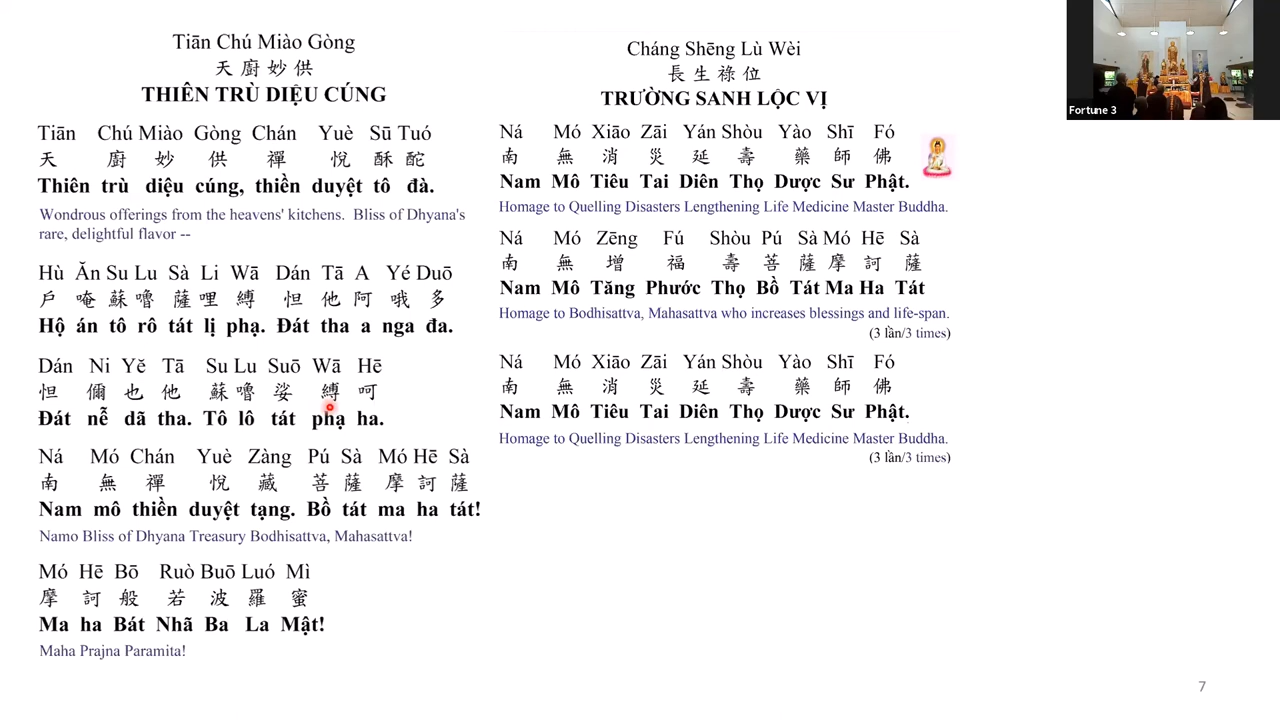 Tiān Chú Miào Gòng
天 廚 妙 供
THIÊN TRÙ DIỆU CÚNG
Tiān Chú Miào Gòng Chán Yuè Sū Tuó
天 廚 妙 供 禪 悅 酥 酡
Thiên trù diệu cúng, thiền duyệt tô đà.
Wondrous offerings from the heavens' kitchens. Bliss of Dhyana's
rare, delightful flavor --
Hù Ǎn Su Lu Sà Li Wā Dán Tā A Yé Duō
戶 唵 蘇 嚕 薩 哩 縛 怛 他 阿 哦 多
Hộ án tô rô tát lị phạ. Đát tha a nga đa.
Dán Ni Yě Tā Su Lu Suō Wā Hē
怛 儞 也 他 蘇 嚕 娑 縛 呵
Đát nễ dã tha. Tô lô tát phạ ha.
Ná Mó Chán Yuè Zàng Pú Sà Mó Hē Sà
南 無 禪 悅 藏 菩 薩 摩 訶 薩
Nam mô thiền duyệt tạng. Bồ tát ma ha tát!
Namo Bliss of Dhyana Treasury Bodhisattva, Mahasattva!
Mó Hē Bō Ruò Buō Luó Mì
摩 訶 般 若 波 羅 蜜
Ma ha Bát Nhã Ba La Mật!
Maha Prajna Paramita!
Cháng Shēng Lù Wèi
長 生 祿 位
TRƯỜNG SANH LỘC VỊ
Ná Mó Xiāo Zāi Yán Shòu Yào Shī Fó
南 無 消 災 延 壽 藥 師 佛
Nam Mô Tiêu Tai Diên Thọ Dược Sư Phật.
Homage to Quelling Disasters Lengthening Life Medicine Master Buddha.
Ná Mó Zēng Fú Shòu Pú Sà Mó Hē Sà
南 無 增 福 壽 菩 薩 摩 訶 薩
Nam Mô Tăng Phước Thọ Bồ Tát Ma Ha Tát
Homage to Bodhisattva, Mahasattva who increases blessings and life-span.
(3 lần/3 times)
Ná Mó Xiāo Zāi Yán Shòu Yào Shī Fó
南 無 消 災 延 壽 藥 師 佛
Nam Mô Tiêu Tai Diên Thọ Dược Sư Phật.
Homage to Quelling Disasters Lengthening Life Medicine Master Buddha.
(3 lần/3 times)
Fortune 3
7